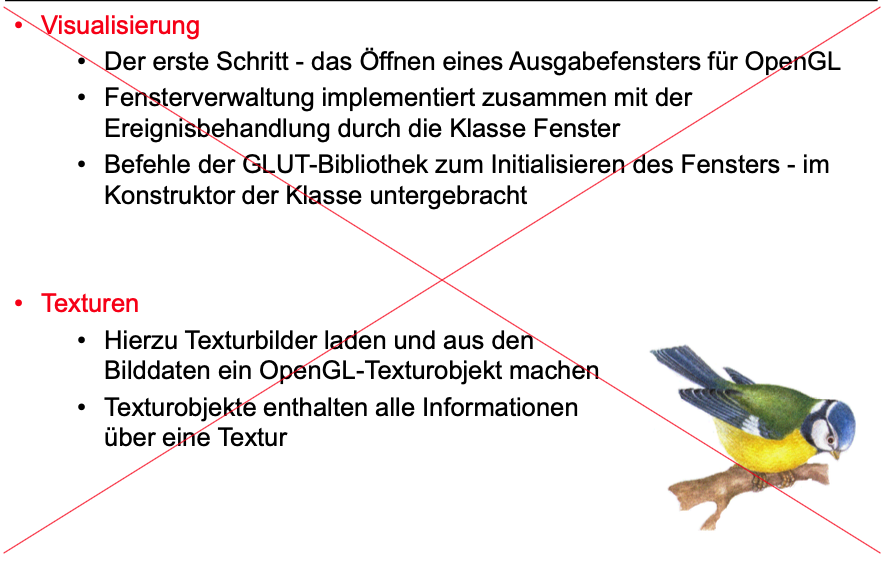 • Visualisierung
• Der erste Schritt - das Öffnen eines Ausgabefensters für OpenGL
• Fensterverwaltung implementiert zusammen mit der
Ereignisbehandlung durch die Klasse Fenster
• Befehle der GLUT-Bibliothek zum Initialisieren des Fensters - im
Konstruktor der Klasse untergebracht
• Texturen
• Hierzu Texturbilder laden und aus den
Bilddaten ein OpenGL-Texturobjekt machen
• Texturobjekte enthalten alle Informationen
über eine Textur